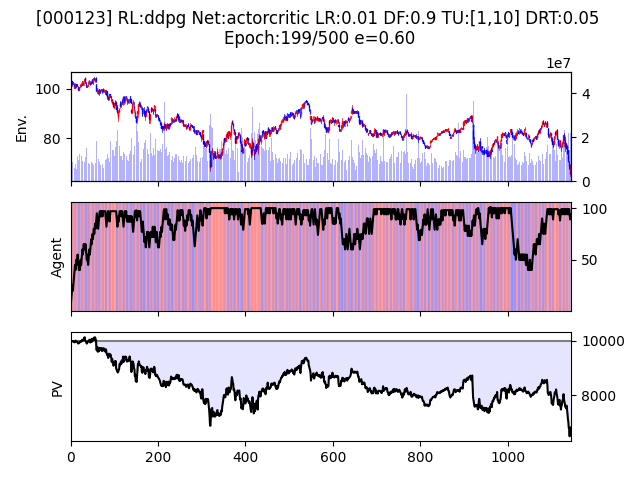 [000123] RL:ddpg Net:actorcritic LR:0.01 DF:0.9 TU:[1,10] DRT:0.05
Epoch:199/500 e=0.60
1e7
Env.
100
80
4
2
0
Agent
100
50
PV
10000
8000
0 200 400 600 800 1000